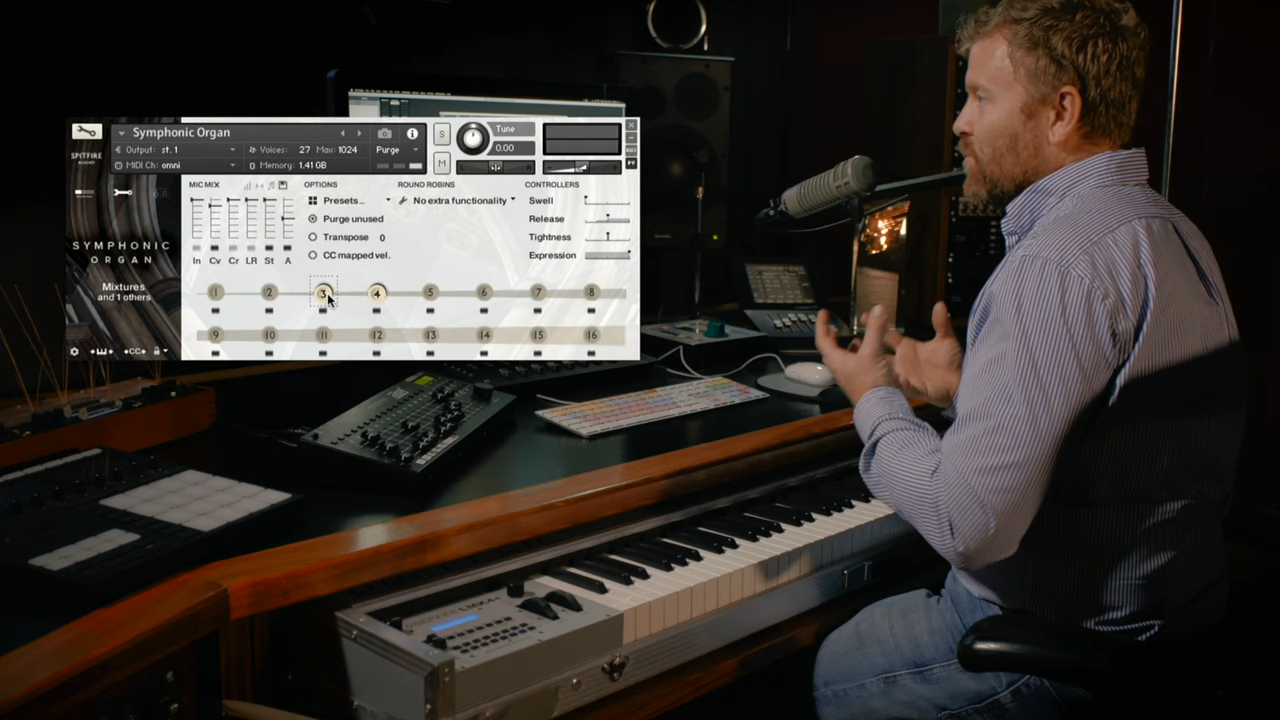 Symphonic Organ
Output: st. 1 Voices: 27 Max: 1024 Purge
MIDI Ch: omni Memory: 1.41 GB
S
M
Tune
0.00
AUX
PV
SPITFIRE
SYMPHONIC
ORGAN
Mixtures
and 1 others
CC
MIC MIX
In Cv Cr LR St A
OPTIONS
Presets...
Purge unused
Transpose 0
CC mapped vel.
ROUND ROBINS
No extra functionality
CONTROLLERS
Swell
Release
Tightness
Expression
1 2 3 4 5 6 7 8
9 10 11 12 13 14 15 16